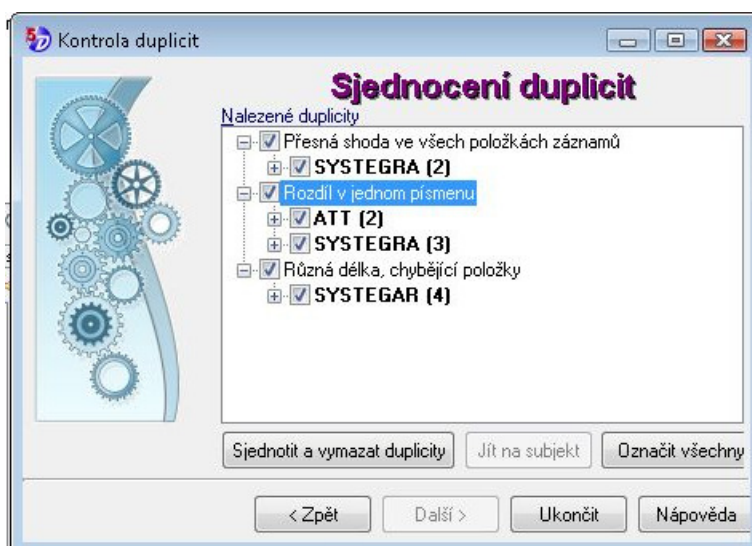 5D Kontrola duplicit
Sjednocení duplicit
Nalezené duplicity
Přesná shoda ve všech položkách záznamů
SYSTEGRA (2)
Rozdíl v jednom písmenu
ATT (2)
SYSTEGRA (3)
Různá délka, chybějící položky
SYSTEGAR (4)
Sjednotit a vymazat duplicity Jít na subjekt Označit všechny
< Zpět Další > Ukončit Nápověda